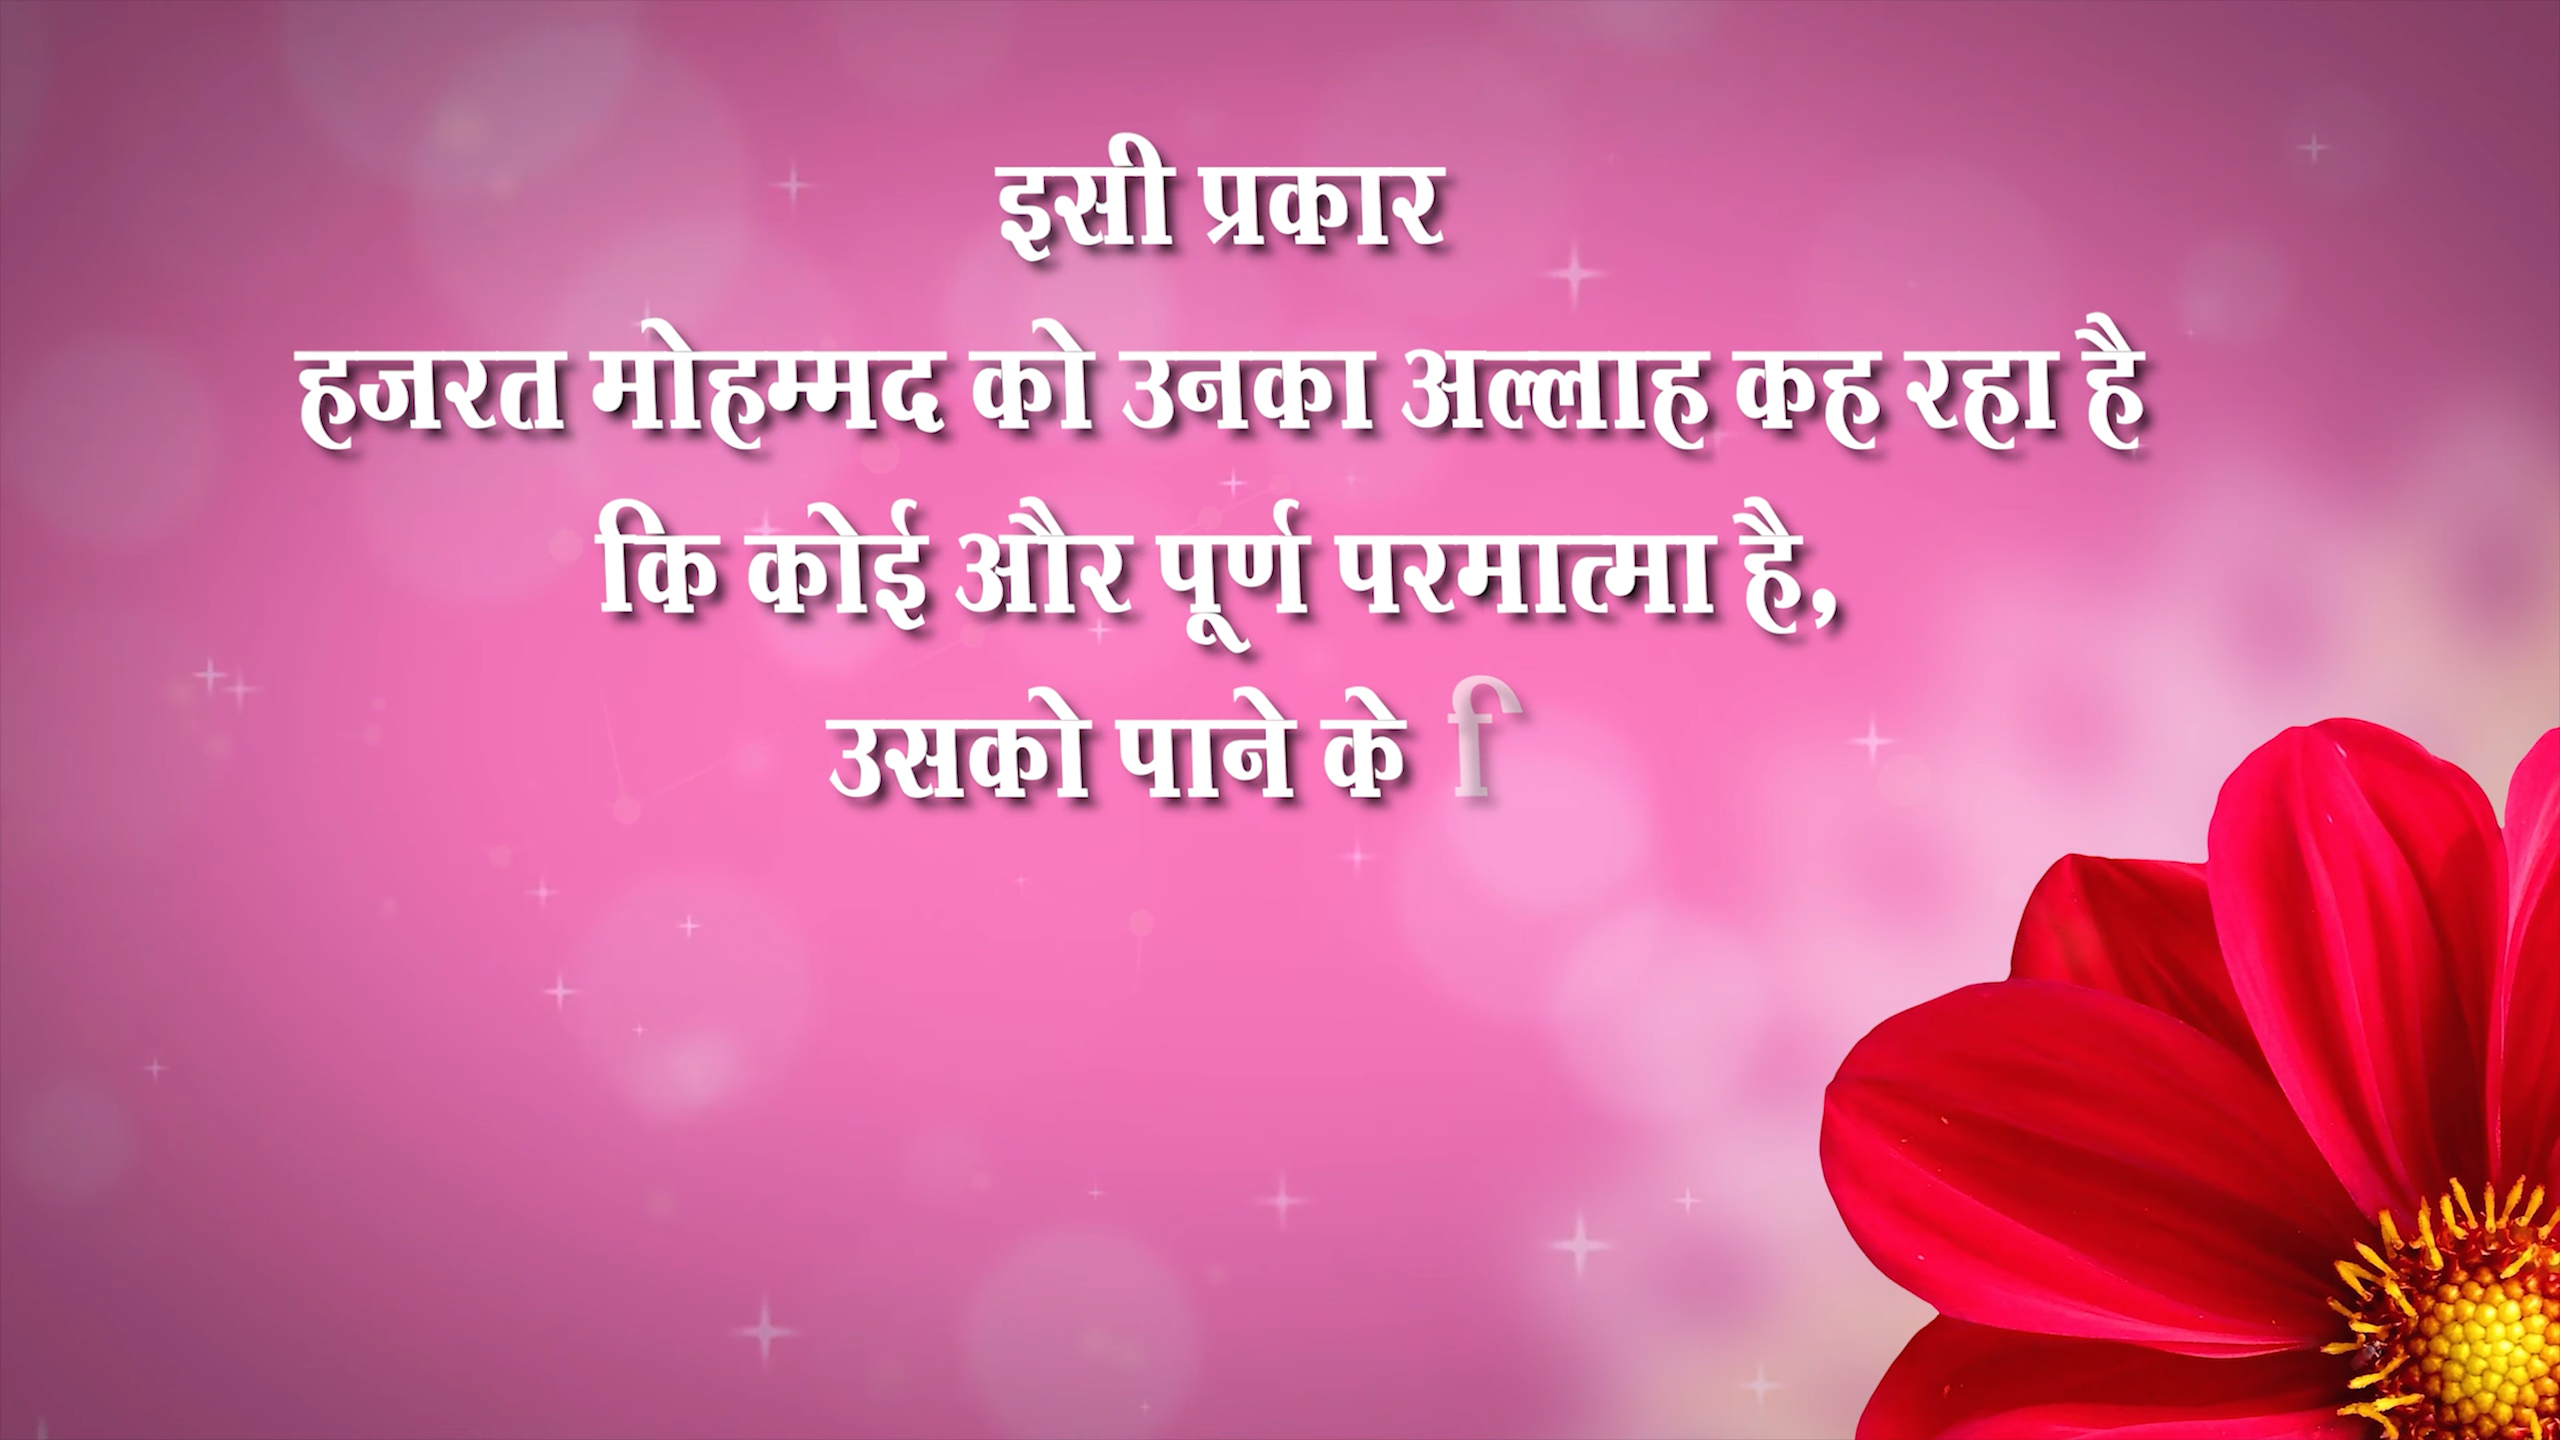 इसी प्रकार
हजरत मोहम्मद को उनका अल्लाह कह रहा है
कि कोई और पूर्ण परमात्मा है,
उसको पाने के